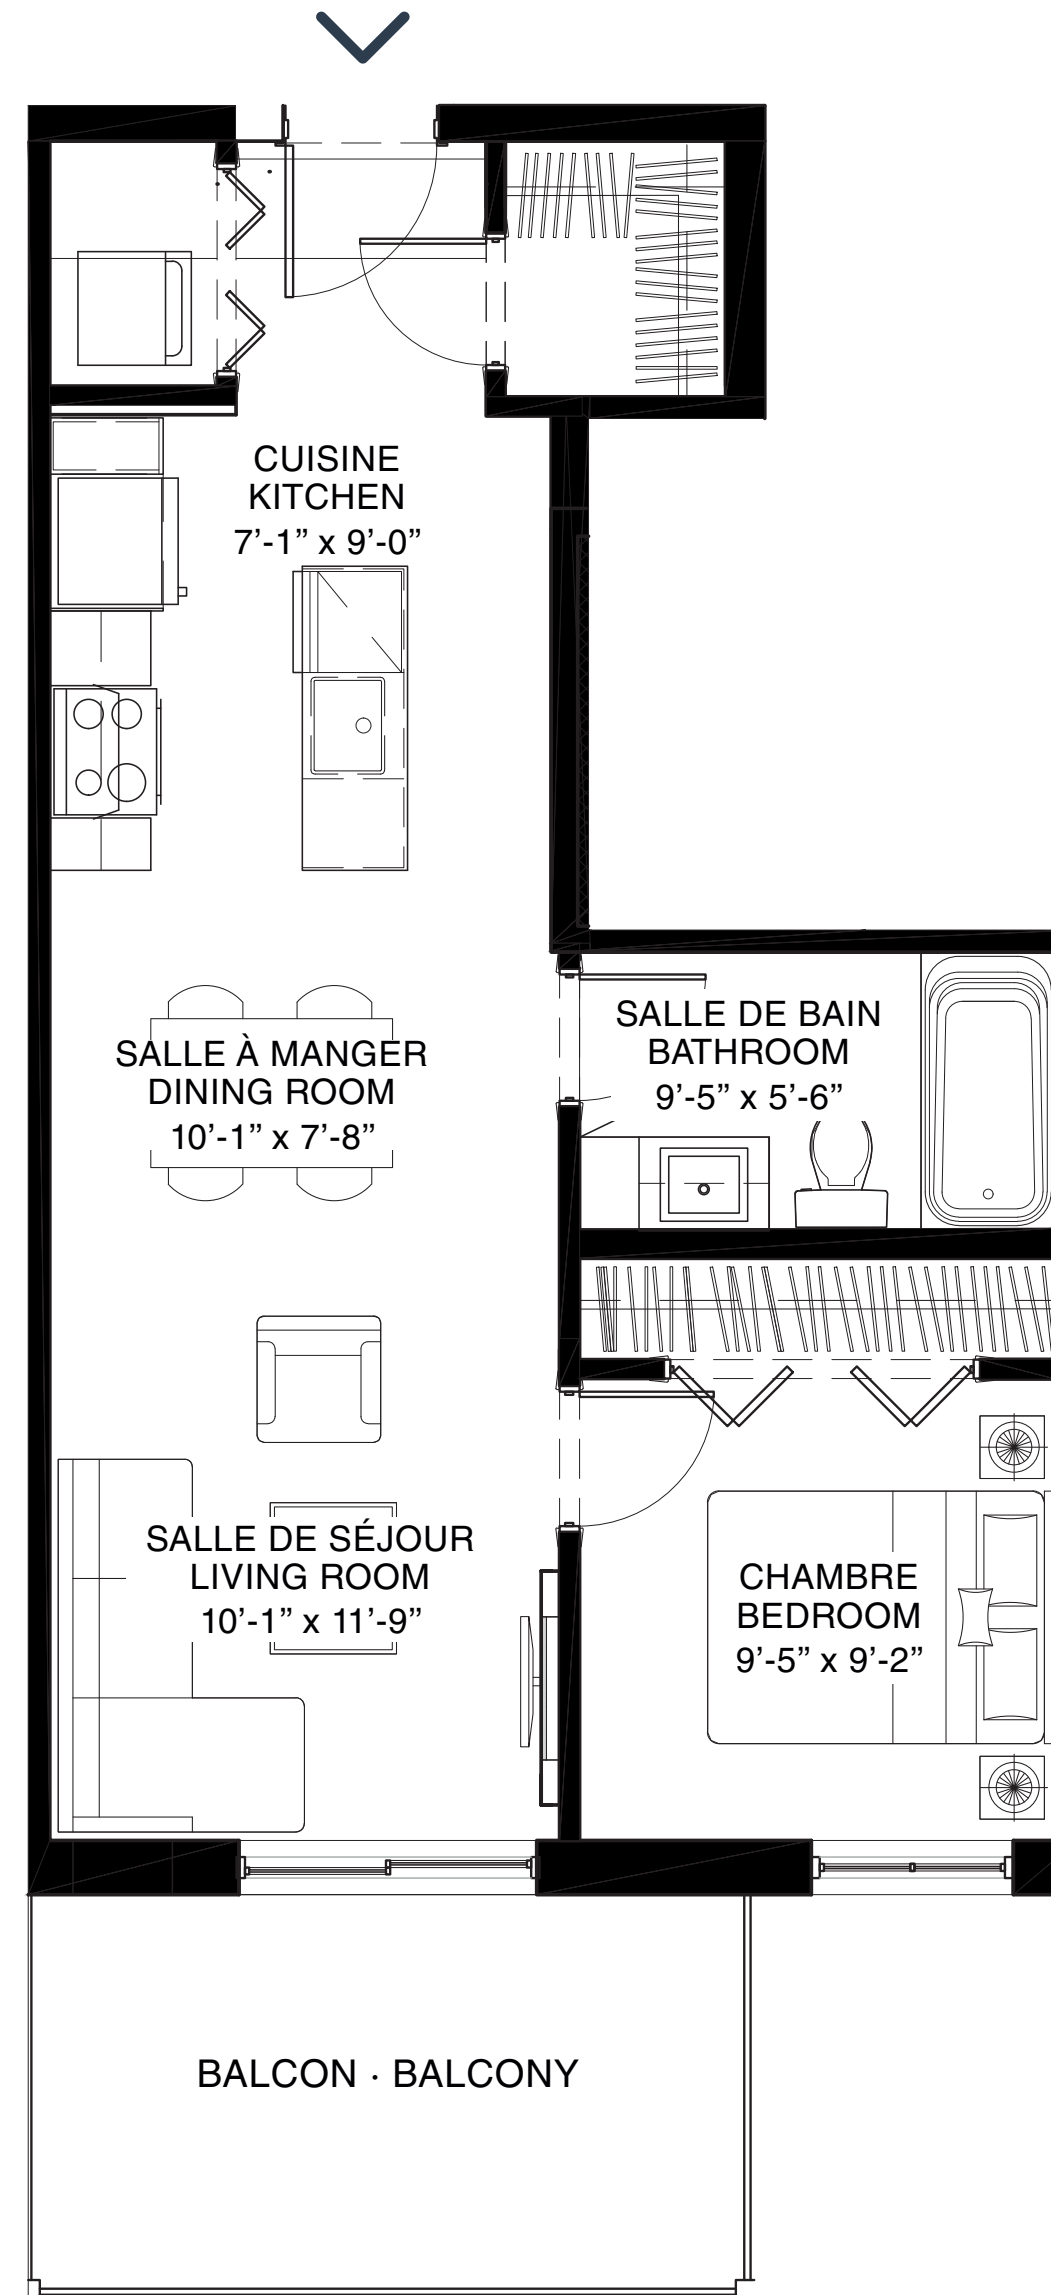 CUISINE
KITCHEN
7’-1” x 9’-0”
SALLE DE BAIN
BATHROOM
9’-5” x 5’-6”
SALLE À MANGER
DINING ROOM
10’-1” x 7’-8”
SALLE DE SÉJOUR
LIVING ROOM
10’-1” x 11’-9”
CHAMBRE
BEDROOM
9’-5” x 9’-2”
BALCON · BALCONY